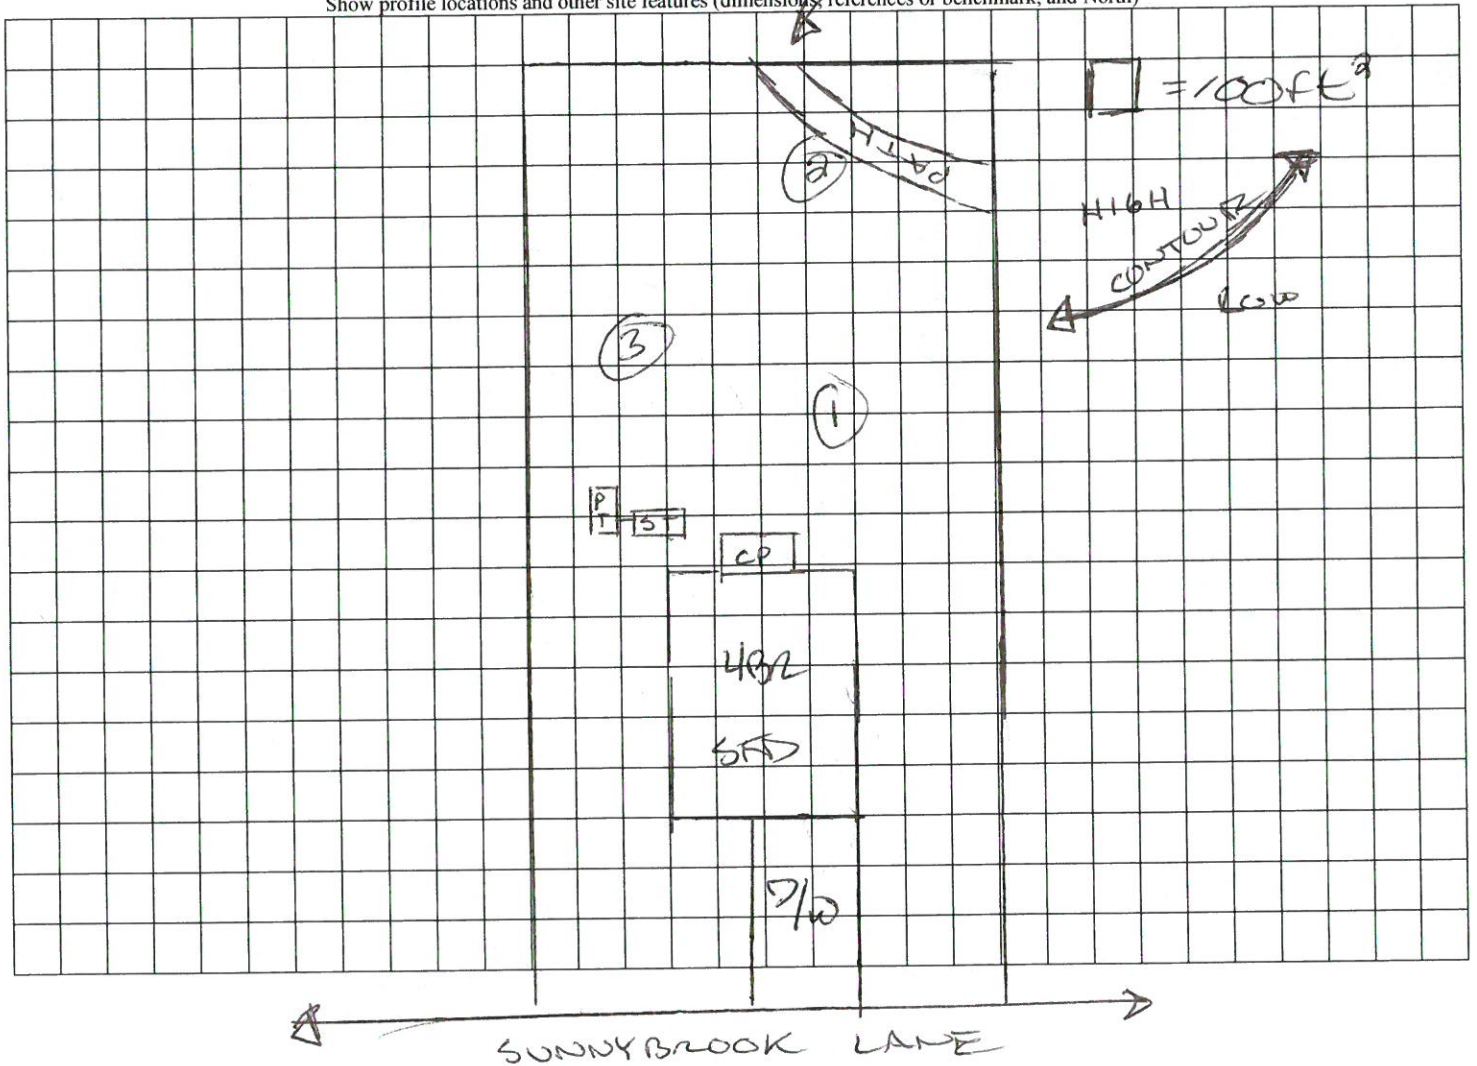 Show profile locations and other site features (dimensions, references or benchmark, and North)
= 100ft²
PATH
2
HIGH
CONTOUR
LOW
3
1
PT
ST
CP
4BR
SFD
D/W
SUNNYBROOK LANE